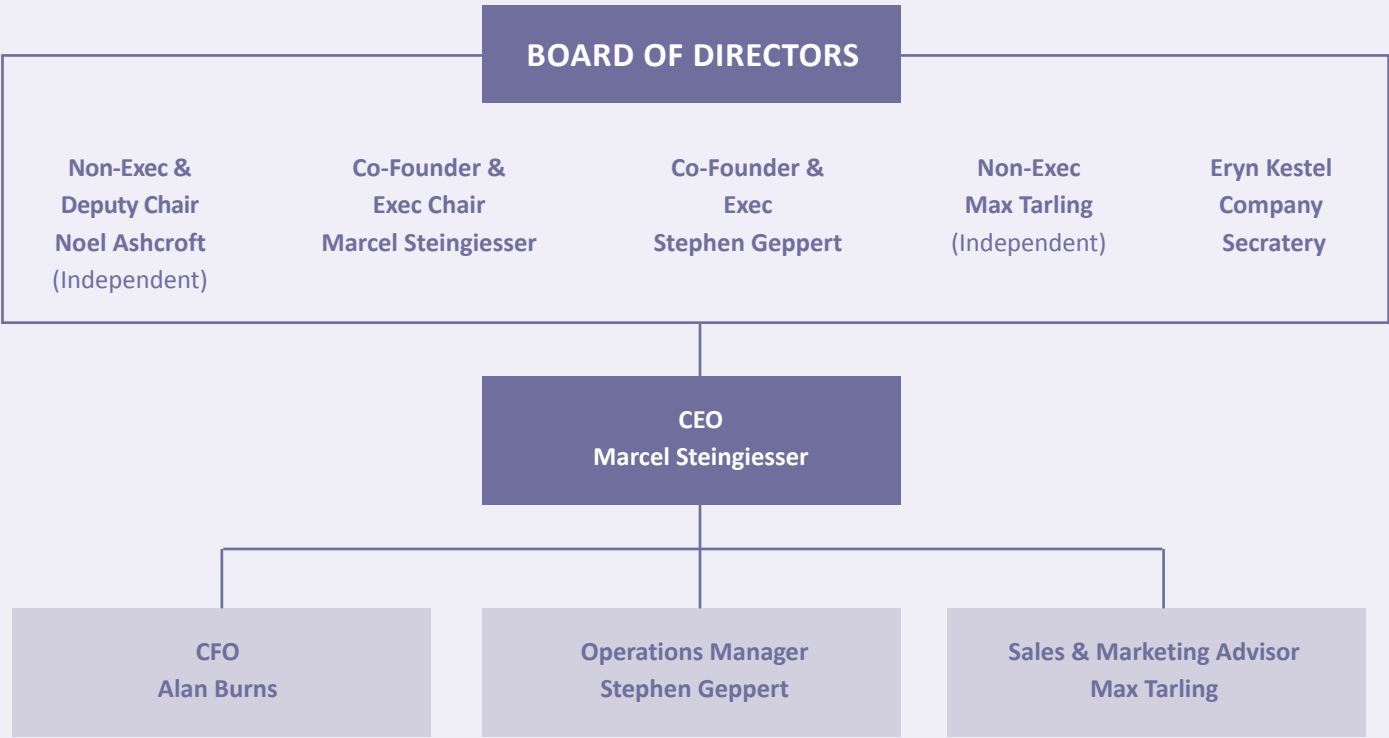 BOARD OF DIRECTORS
Non-Exec &
Deputy Chair
Noel Ashcroft
(Independent)
Co-Founder &
Exec Chair
Marcel Steingiesser
Co-Founder &
Exec
Stephen Geppert
Non-Exec
Max Tarling
(Independent)
Eryn Kestel
Company
Secratery
CEO
Marcel Steingiesser
CFO
Alan Burns
Operations Manager
Stephen Geppert
Sales & Marketing Advisor
Max Tarling